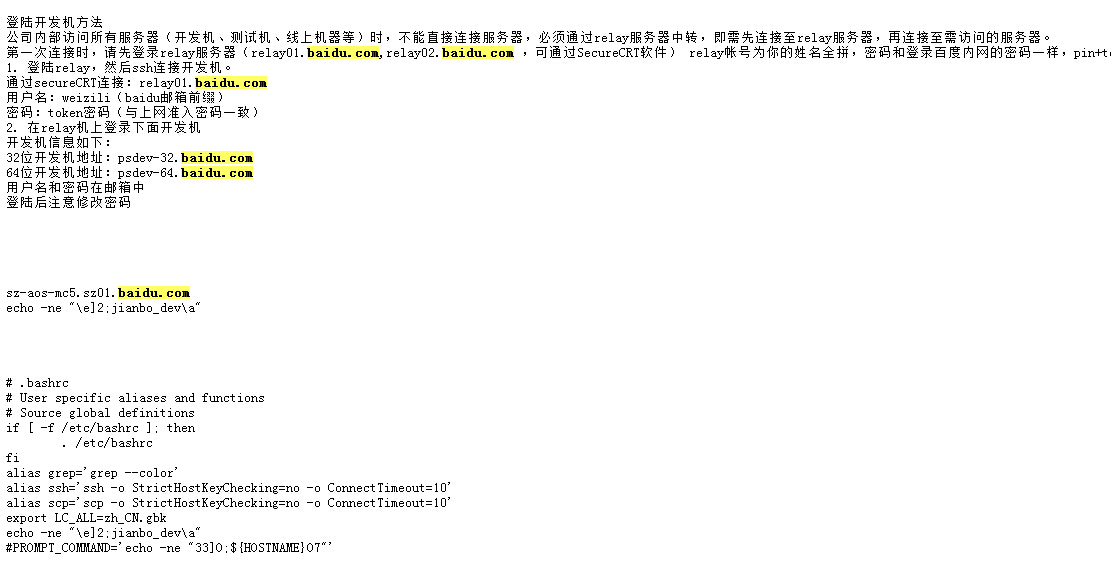 登陆开发机方法
公司内部访问所有服务器（开发机、测试机、线上机器等）时，不能直接连接服务器，必须通过relay服务器中转，即需先连接至relay服务器，再连接至需访问的服务器。
第一次连接时，请先登录relay服务器（relay01.baidu.com,relay02.baidu.com ，可通过SecureCRT软件） relay帐号为你的姓名全拼，密码和登录百度内网的密码一样，pin+t
1. 登陆relay，然后ssh连接开发机。
通过secureCRT连接：relay01.baidu.com
用户名：weizili（baidu邮箱前缀）
密码：token密码（与上网准入密码一致）
2. 在relay机上登录下面开发机
开发机信息如下：
32位开发机地址：psdev-32.baidu.com
64位开发机地址：psdev-64.baidu.com
用户名和密码在邮箱中
登陆后注意修改密码
sz-aos-mc5.sz01.baidu.com
echo -ne "\e]2;jianbo_dev\a"
# .bashrc
# User specific aliases and functions
# Source global definitions
if [ -f /etc/bashrc ]; then
. /etc/bashrc
fi
alias grep='grep --color'
alias ssh='ssh -o StrictHostKeyChecking=no -o ConnectTimeout=10'
alias scp='scp -o StrictHostKeyChecking=no -o ConnectTimeout=10'
export LC_ALL=zh_CN.gbk
echo -ne "\e]2;jianbo_dev\a"
#PROMPT_COMMAND='echo -ne "33]0;${HOSTNAME}07"'